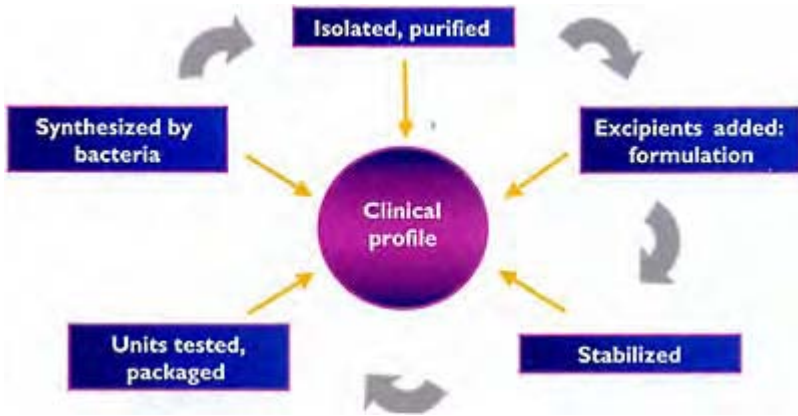 Isolated, purified
Synthesized by
bacteria
Excipients added:
formulation
Clinical
profile
Units tested,
packaged
Stabilized